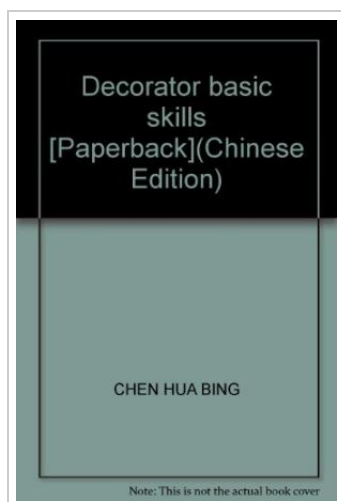 Decorator basic
skills
[Paperback](Chinese
Edition)
CHEN HUA BING
Note: This is not the actual book cover